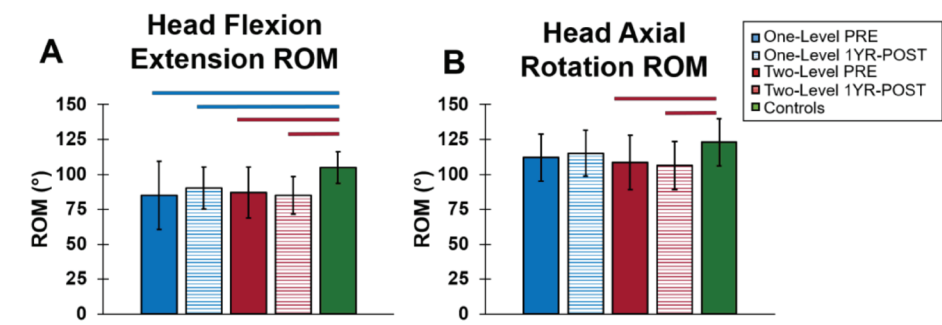 A
Head Flexion
Extension ROM
ROM (°)
150
125
100
75
50
25
0
B
Head Axial
Rotation ROM
ROM (°)
150
125
100
75
50
25
0
One-Level PRE
One-Level 1YR-POST
Two-Level PRE
Two-Level 1YR-POST
Controls